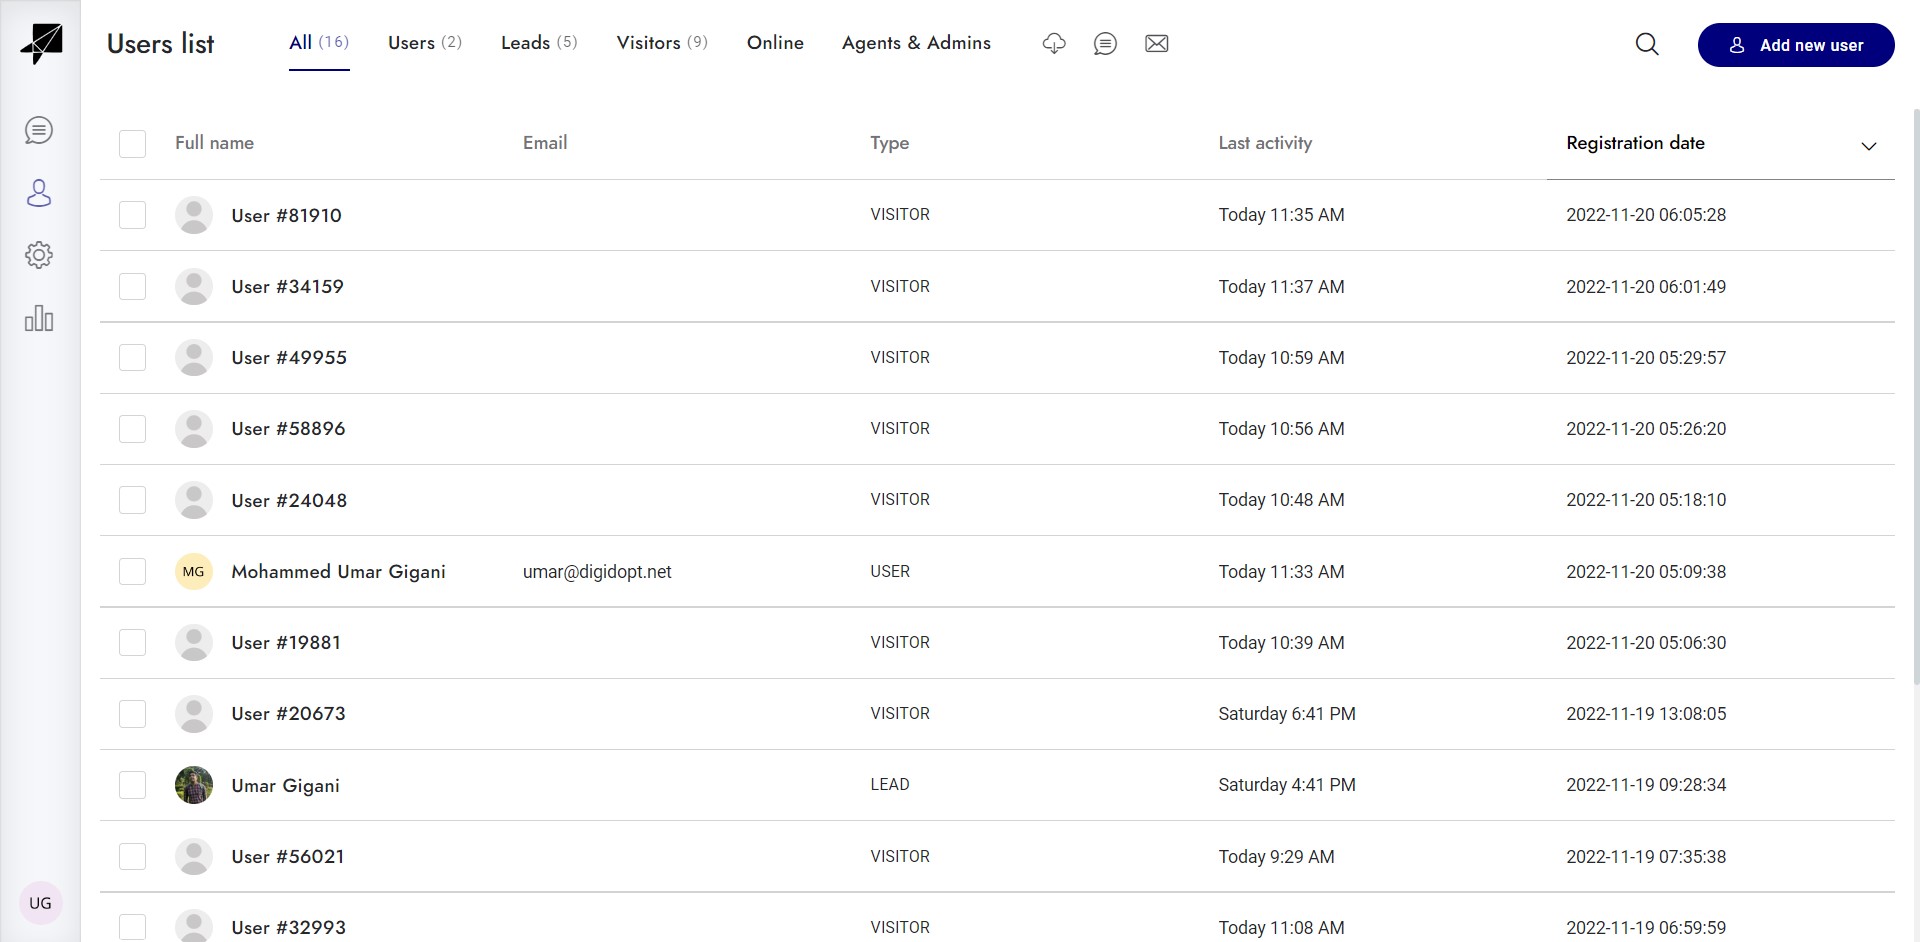 Users list All (16) Users (2) Leads (5) Visitors (9) Online Agents & Admins Add new user
Full name Email Type Last activity Registration date
User #81910 VISITOR Today 11:35 AM 2022-11-20 06:05:28
User #34159 VISITOR Today 11:37 AM 2022-11-20 06:01:49
User #49955 VISITOR Today 10:59 AM 2022-11-20 05:29:57
User #58896 VISITOR Today 10:56 AM 2022-11-20 05:26:20
User #24048 VISITOR Today 10:48 AM 2022-11-20 05:18:10
MG Mohammed Umar Gigani umar@digidopt.net USER Today 11:33 AM 2022-11-20 05:09:38
User #19881 VISITOR Today 10:39 AM 2022-11-20 05:06:30
User #20673 VISITOR Saturday 6:41 PM 2022-11-19 13:08:05
Umar Gigani LEAD Saturday 4:41 PM 2022-11-19 09:28:34
User #56021 VISITOR Today 9:29 AM 2022-11-19 07:35:38
User #32993 VISITOR Today 11:08 AM 2022-11-19 06:59:59
UG